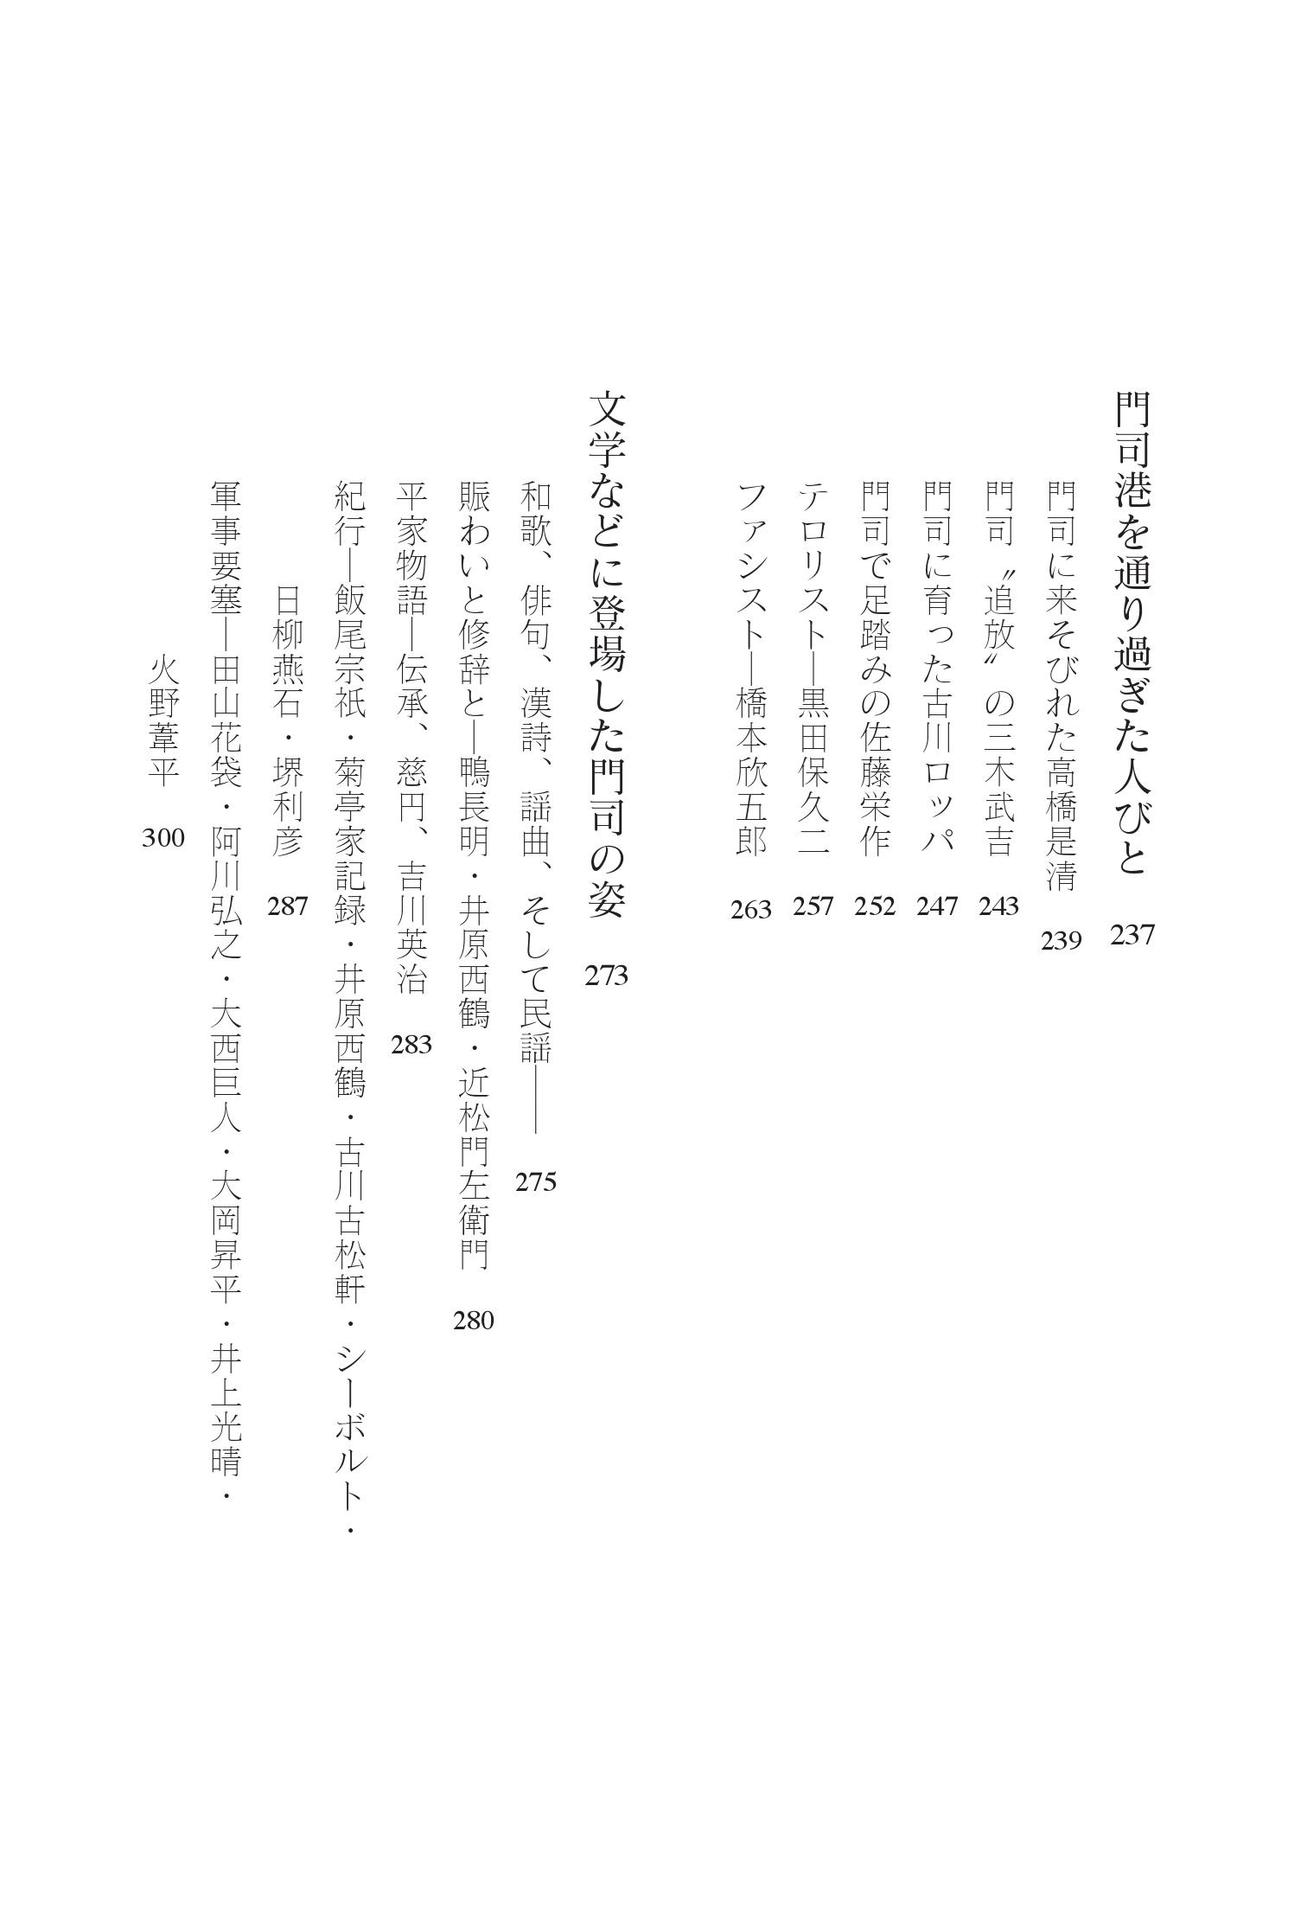 門司港を通り過ぎた人びと 237
門司に来そびれた高橋是清 239
門司〝追放〟の三木武吉 243
門司に育った古川ロッパ 247
門司で足踏みの佐藤栄作 252
テロリスト―黒田保久二 257
ファシスト―橋本欣五郎 263
文学などに登場した門司の姿 273
和歌、俳句、漢詩、謡曲、そして民謡―― 275
賑わいと修辞と―鴨長明・井原西鶴・近松門左衛門 280
平家物語―伝承、慈円、吉川英治 283
紀行―飯尾宗祇・菊亭家記録・井原西鶴・古川古松軒・シーボルト・
日柳燕石・堺利彦 287
軍事要塞―田山花袋・阿川弘之・大西巨人・大岡昇平・井上光晴・
火野葦平 300